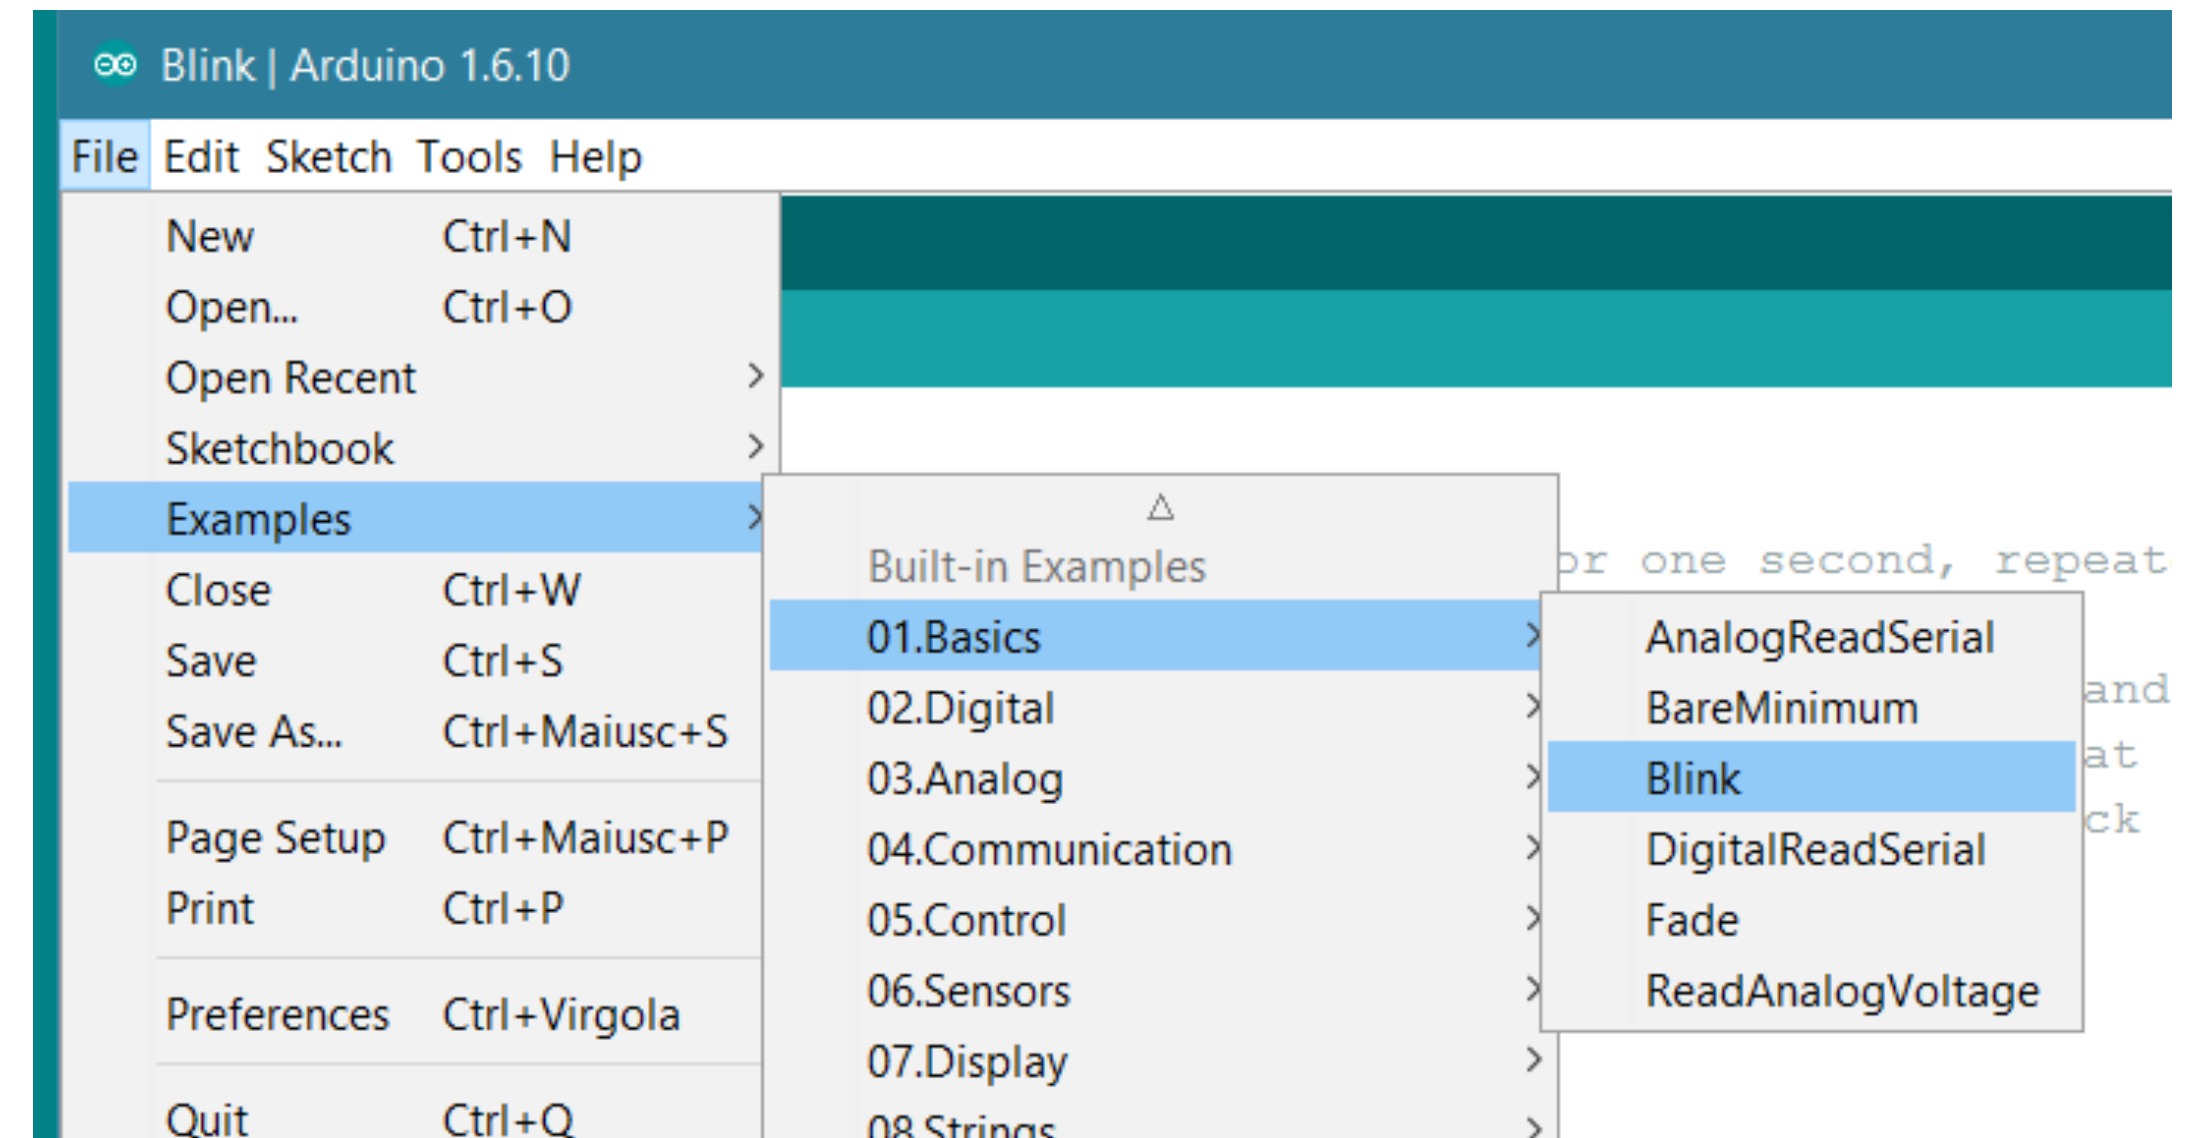 Blink | Arduino 1.6.10
File Edit Sketch Tools Help
New Ctrl+N
Open... Ctrl+O
Open Recent
Sketchbook
Examples
Close Ctrl+W
Save Ctrl+S
Save As... Ctrl+Maiusc+S
Page Setup Ctrl+Maiusc+P
Print Ctrl+P
Preferences Ctrl+Virgola
Quit Ctrl+Q
Built-in Examples
01.Basics
02.Digital
03.Analog
04.Communication
05.Control
06.Sensors
07.Display
08.Strings
AnalogReadSerial
BareMinimum
Blink
DigitalReadSerial
Fade
ReadAnalogVoltage
or one second, repeat
and
at
ck